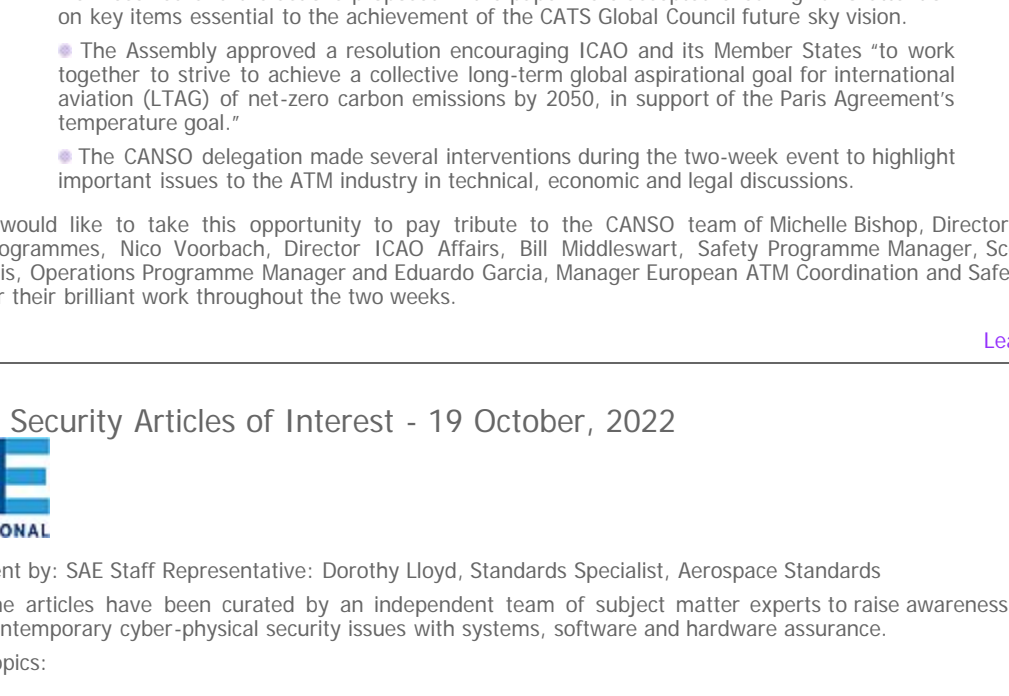 on key items essential to the achievement of the CATS Global Council future sky vision.
The Assembly approved a resolution encouraging ICAO and its Member States “to work
together to strive to achieve a collective long-term global aspirational goal for international
aviation (LTAG) of net-zero carbon emissions by 2050, in support of the Paris Agreement’s
temperature goal.”
The CANSO delegation made several interventions during the two-week event to highlight
important issues to the ATM industry in technical, economic and legal discussions.
would like to take this opportunity to pay tribute to the CANSO team of Michelle Bishop, Director
ogrammes, Nico Voorbach, Director ICAO Affairs, Bill Middleswart, Safety Programme Manager, Sc
is, Operations Programme Manager and Eduardo Garcia, Manager European ATM Coordination and Safe
r their brilliant work throughout the two weeks.
Lea
Security Articles of Interest - 19 October, 2022
E
ONAL
ent by: SAE Staff Representative: Dorothy Lloyd, Standards Specialist, Aerospace Standards
he articles have been curated by an independent team of subject matter experts to raise awareness
ntemporary cyber-physical security issues with systems, software and hardware assurance.
opics: